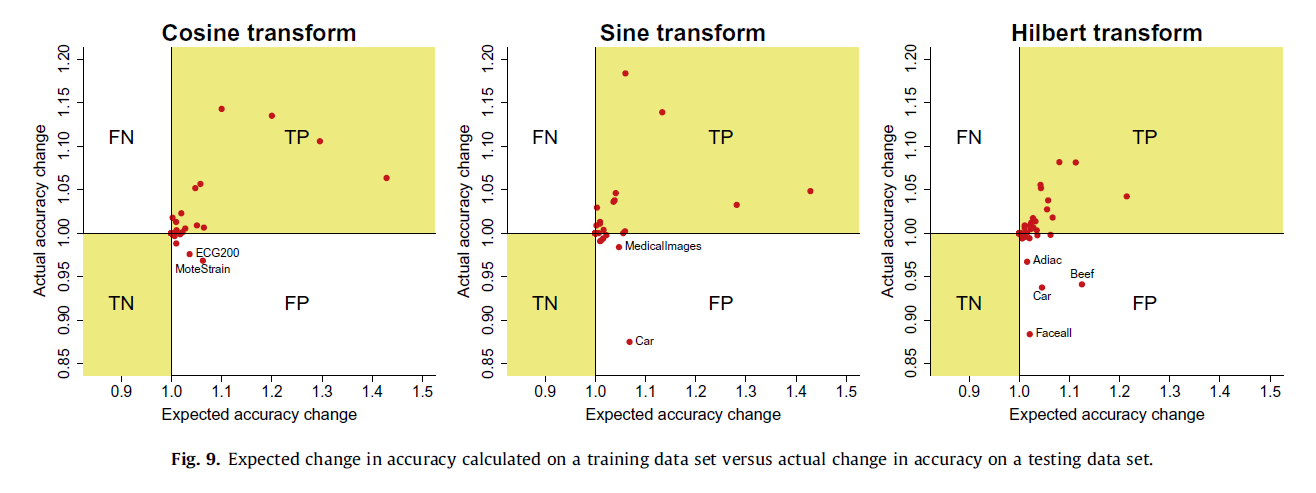 Cosine transform
Actual accuracy change
1.20
1.15
1.10
1.05
1.00
0.95
0.90
0.85
FN
TP
TN
FP
ECG200
MoteStrain
0.9 1.0 1.1 1.2 1.3 1.4 1.5
Expected accuracy change
Sine transform
Actual accuracy change
1.20
1.15
1.10
1.05
1.00
0.95
0.90
0.85
FN
TP
TN
FP
MedicalImages
Car
0.9 1.0 1.1 1.2 1.3 1.4 1.5
Expected accuracy change
Hilbert transform
Actual accuracy change
1.20
1.15
1.10
1.05
1.00
0.95
0.90
0.85
FN
TP
TN
FP
Adiac
Beef
Car
Faceall
0.9 1.0 1.1 1.2 1.3 1.4 1.5
Expected accuracy change
Fig. 9. Expected change in accuracy calculated on a training data set versus actual change in accuracy on a testing data set.